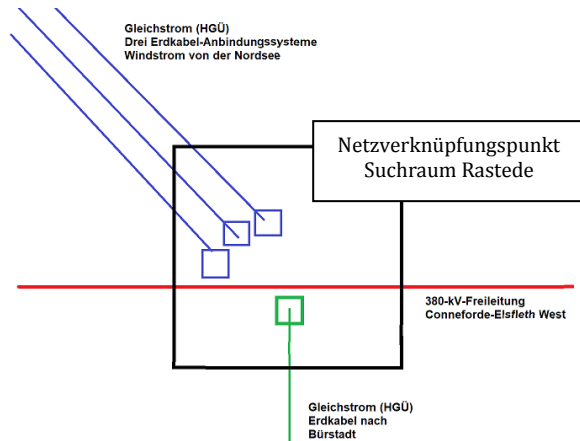 Gleichstrom (HGÜ)
Drei Erdkabel-Anbindungssysteme
Windstrom von der Nordsee
Netzverknüpfungspunkt
Suchraum Rastede
380-kV-Freileitung
Conneforde-Elsfleth West
Gleichstrom (HGÜ)
Erdkabel nach
Bürstadt